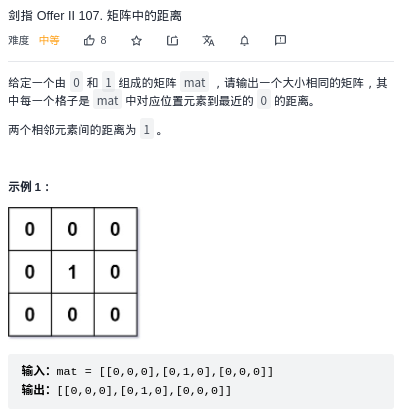 剑指 Offer II 107. 矩阵中的距离
难度 中等 8
给定一个由 0 和 1 组成的矩阵 mat ，请输出一个大小相同的矩阵，其
中每一个格子是 mat 中对应位置元素到最近的 0 的距离。
两个相邻元素间的距离为 1 。
示例 1：
0 0 0
0 1 0
0 0 0
输入：mat = [[0,0,0],[0,1,0],[0,0,0]]
输出：[[0,0,0],[0,1,0],[0,0,0]]